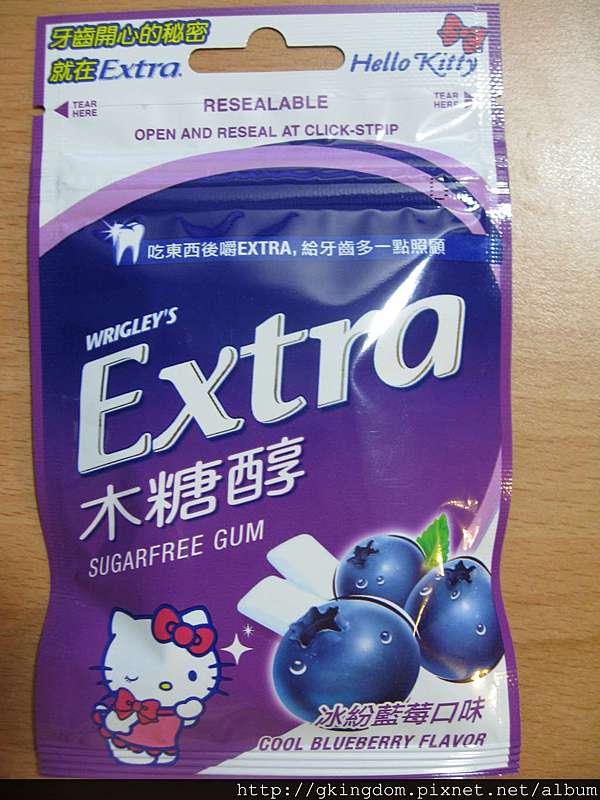 牙齒開心的秘密
就在Extra.
Hello Kitty
TEAR HERE
RESEALABLE
TEAR HERE
OPEN AND RESEAL AT CLICK-STRIP
吃東西後嚼EXTRA, 給牙齒多一點照顧
WRIGLEY'S
Extra
木糖醇
SUGARFREE GUM
冰紛藍莓口味
COOL BLUEBERRY FLAVOR
http://gkingdom.pixnet.net/album